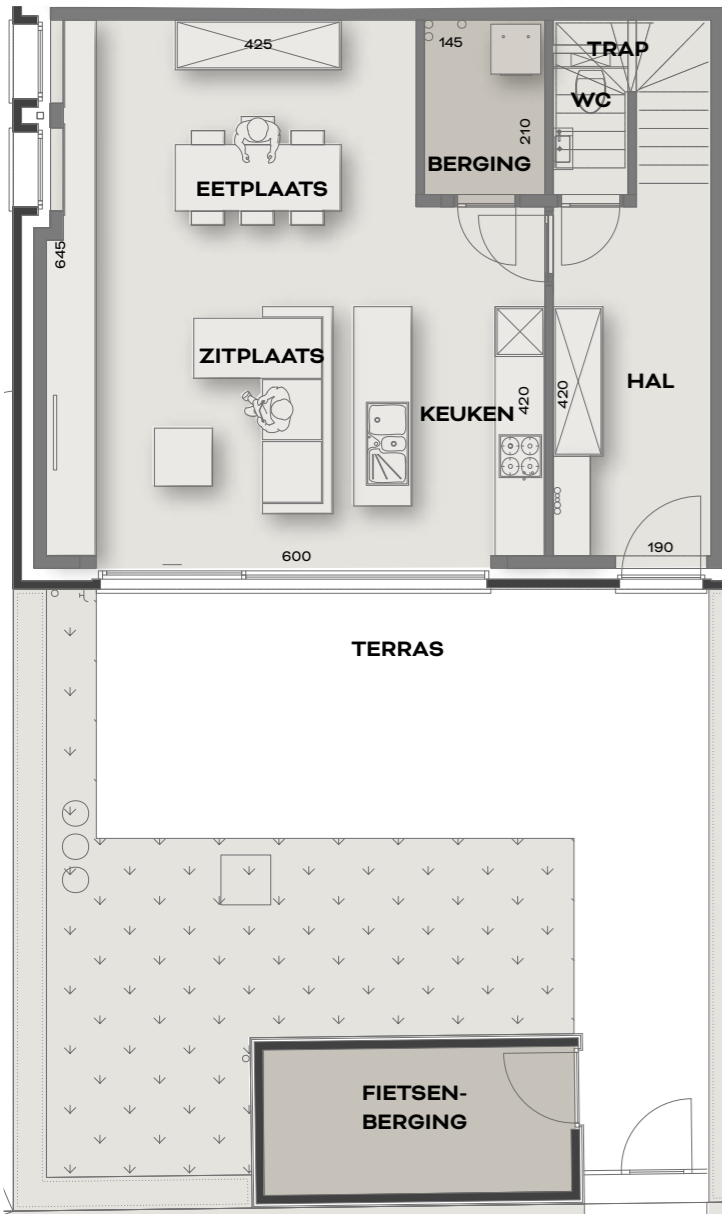 425
145
TRAP
WC
210
BERGING
EETPLAATS
645
ZITPLAATS
KEUKEN
420
420
HAL
600
190
TERRAS
FIETSEN-
BERGING